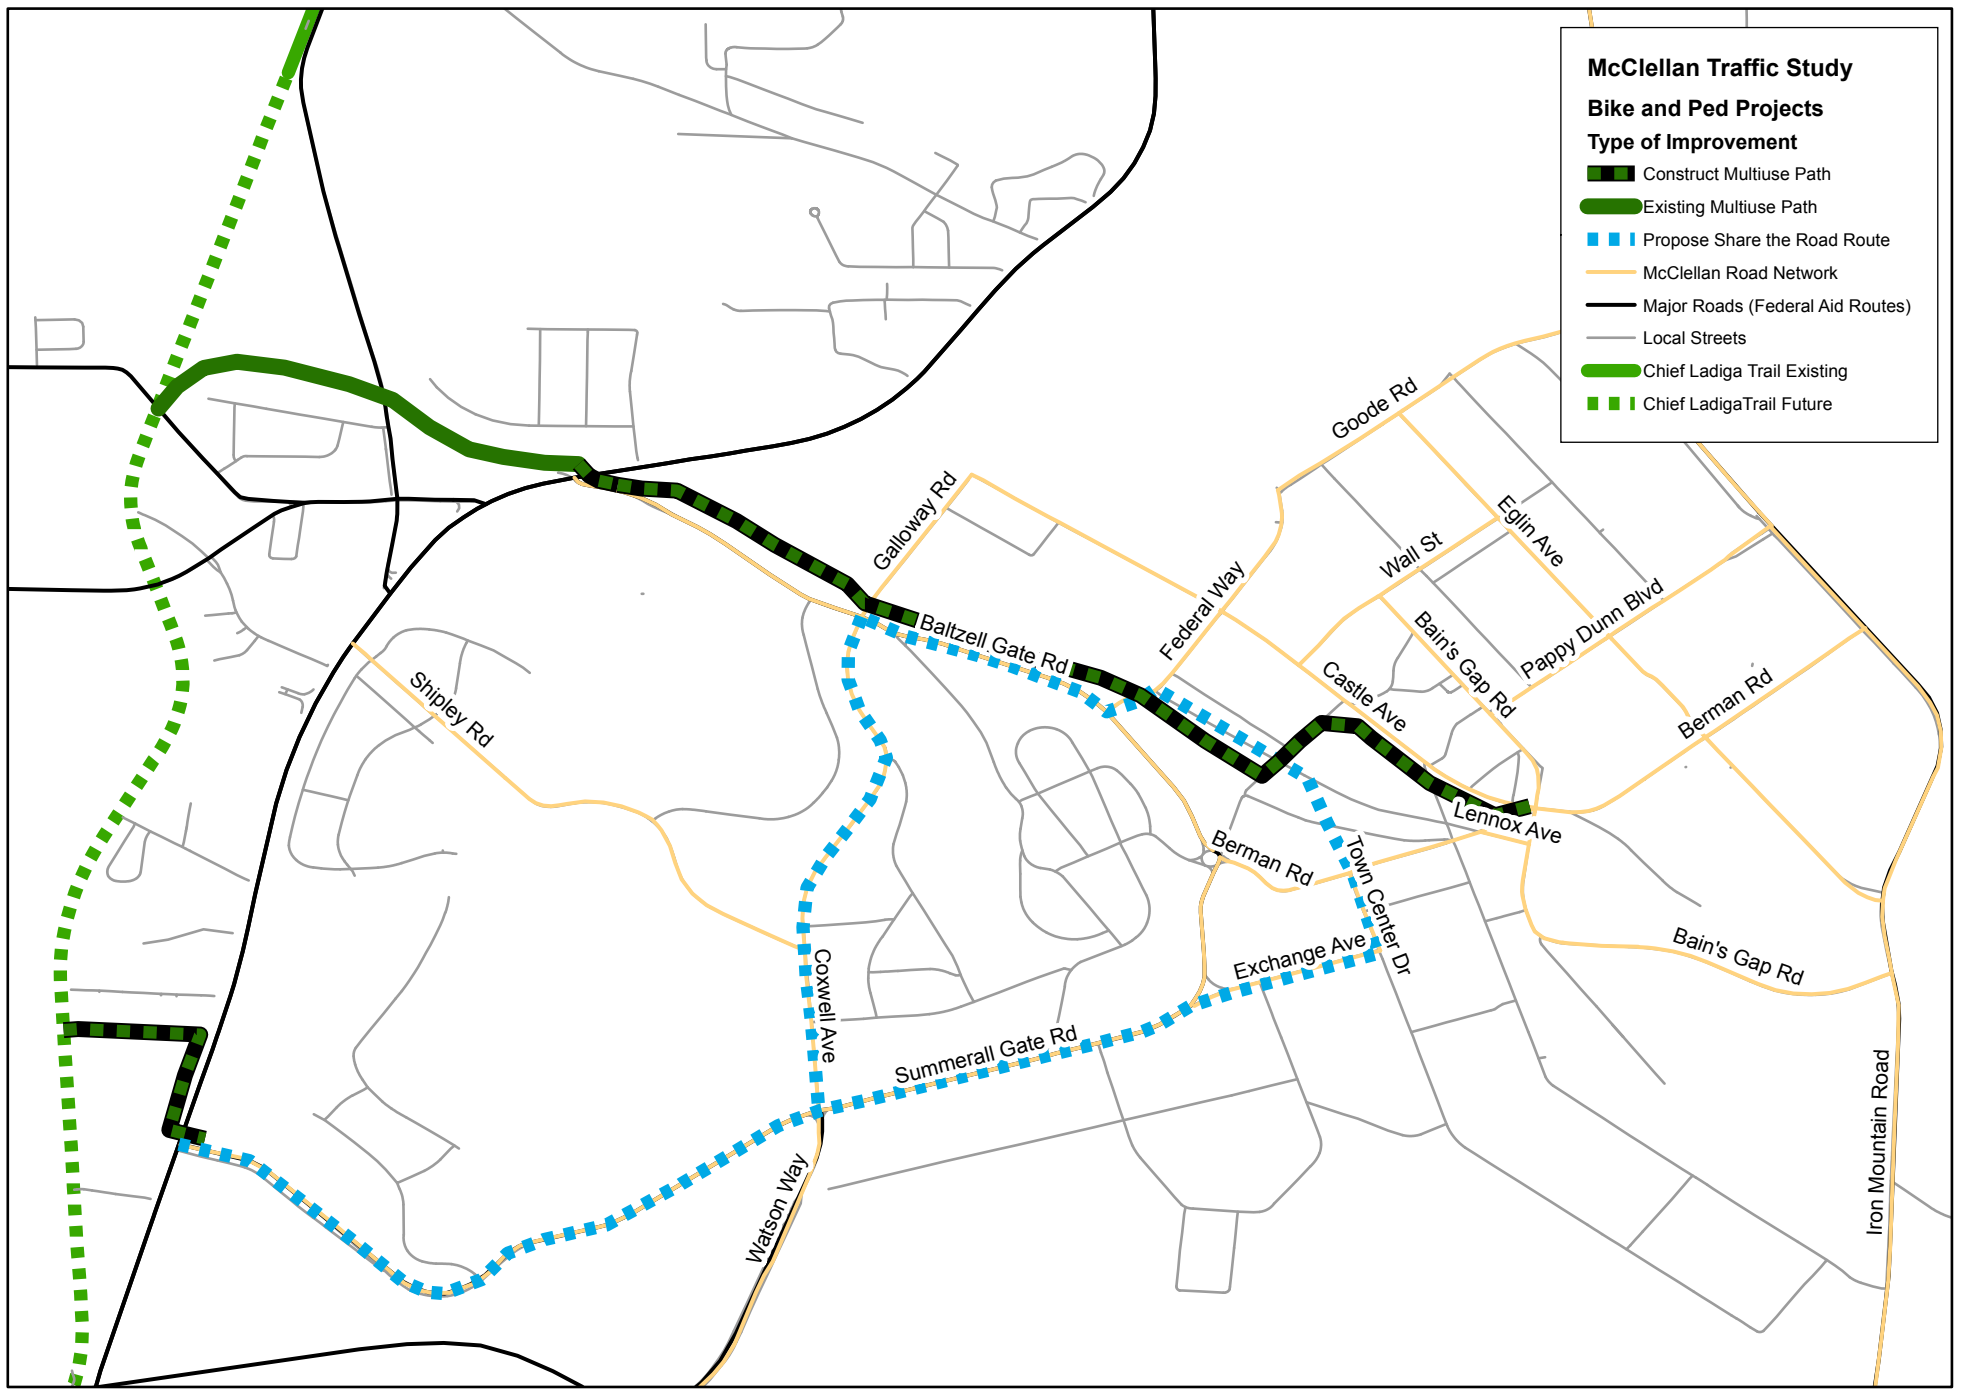 McClellan Traffic Study
Bike and Ped Projects
Type of Improvement
Construct Multiuse Path
Existing Multiuse Path
Propose Share the Road Route
McClellan Road Network
Major Roads (Federal Aid Routes)
Local Streets
Chief Ladiga Trail Existing
Chief LadigaTrail Future
Goode Rd
Galloway Rd
Eglin Ave
Wall St
Federal Way
Baltzell Gate Rd
Bain's Gap Rd
Pappy Dunn Blvd
Shipley Rd
Castle Ave
Berman Rd
Lennox Ave
Berman Rd
Town Center Dr
Exchange Ave
Bain's Gap Rd
Coxwell Ave
Summerall Gate Rd
Watson Way
Iron Mountain Road